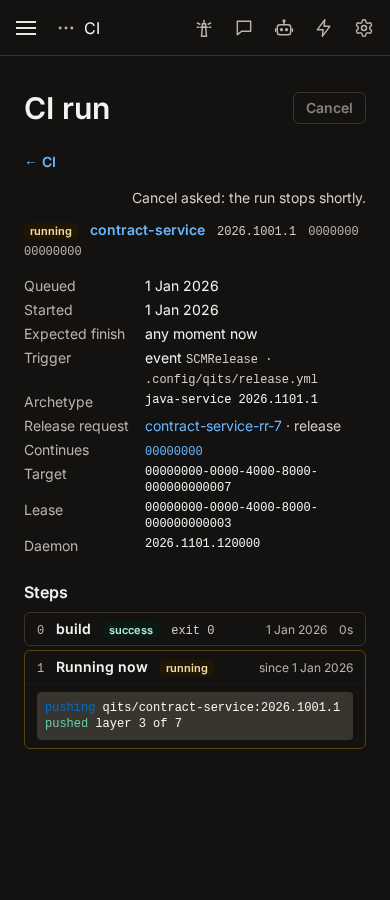 ··· CI
CI run
Cancel
← CI
Cancel asked: the run stops shortly.
running contract-service 2026.1001.1 0000000
00000000
Queued 1 Jan 2026
Started 1 Jan 2026
Expected finish any moment now
Trigger event SCMRelease ·
.config/qits/release.yml
Archetype java-service 2026.1101.1
Release request contract-service-rr-7 · release
Continues 00000000
Target 00000000-0000-4000-8000-
000000000007
Lease 00000000-0000-4000-8000-
000000000003
Daemon 2026.1101.120000
Steps
0 build success exit 0 1 Jan 2026 0s
1 Running now running since 1 Jan 2026
pushing qits/contract-service:2026.1001.1
pushed layer 3 of 7